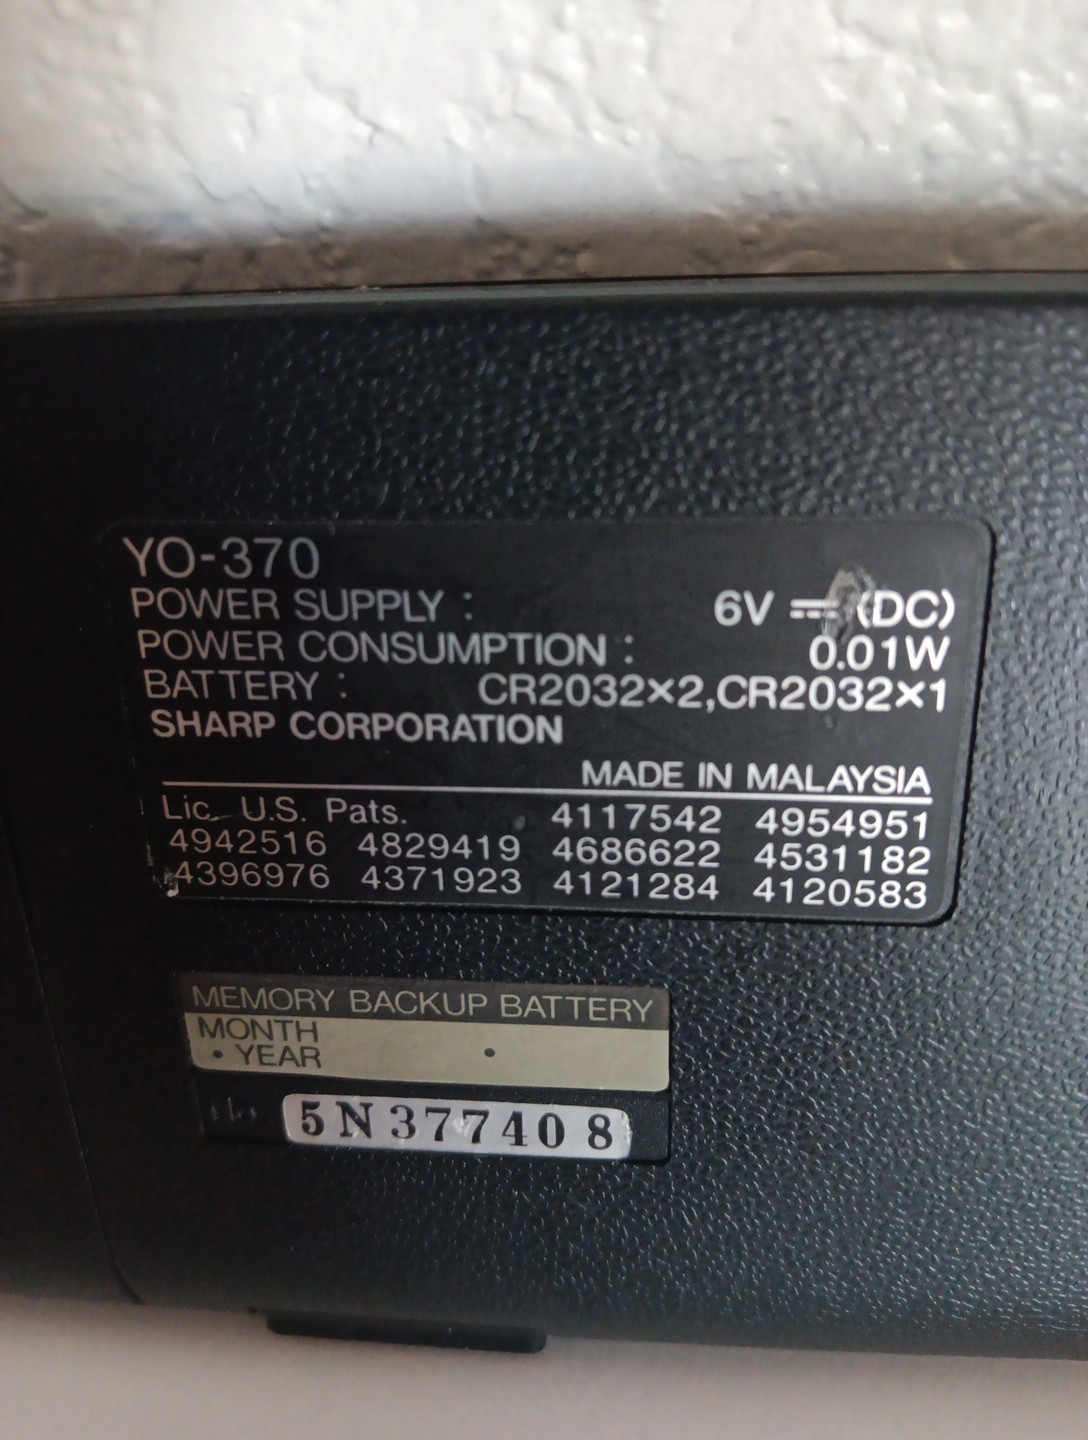 YO-370
POWER SUPPLY : 6V ⎓ (DC)
POWER CONSUMPTION : 0.01W
BATTERY : CR2032×2,CR2032×1
SHARP CORPORATION
MADE IN MALAYSIA
Lic. U.S. Pats. 4117542 4954951
4942516 4829419 4686622 4531182
4396976 4371923 4121284 4120583
MEMORY BACKUP BATTERY
MONTH
• YEAR •
5N377408